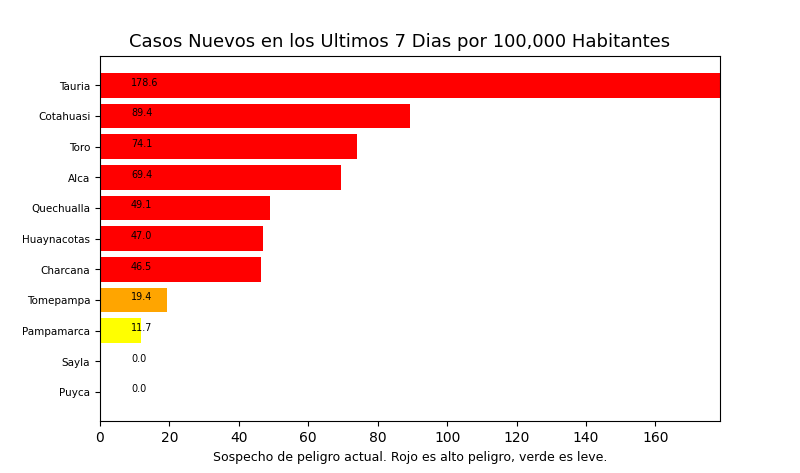 Casos Nuevos en los Ultimos 7 Dias por 100,000 Habitantes
Tauria 178.6
Cotahuasi 89.4
Toro 74.1
Alca 69.4
Quechualla 49.1
Huaynacotas 47.0
Charcana 46.5
Tomepampa 19.4
Pampamarca 11.7
Sayla 0.0
Puyca 0.0
0 20 40 60 80 100 120 140 160
Sospecho de peligro actual. Rojo es alto peligro, verde es leve.